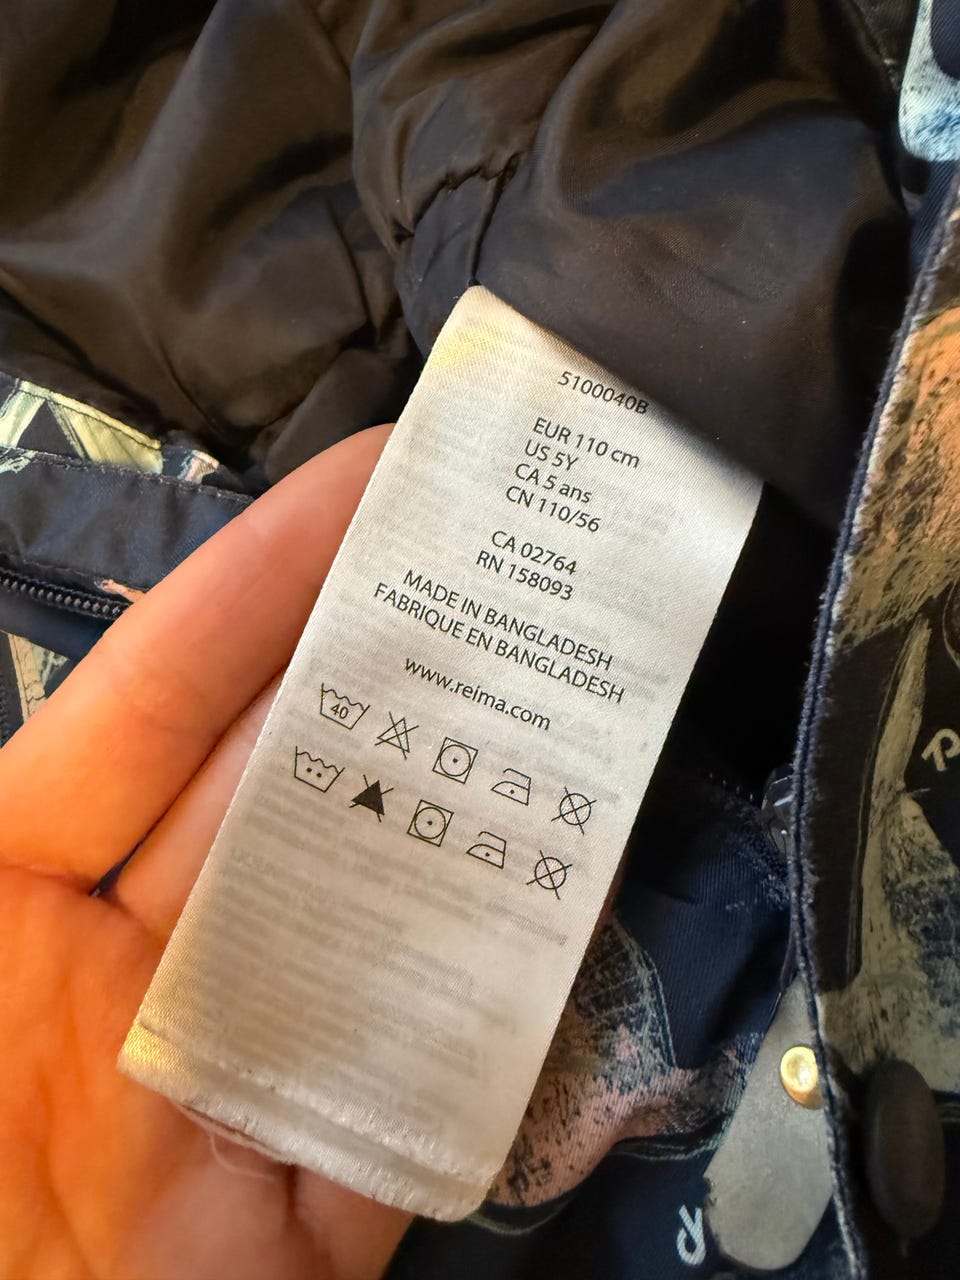 5100040B
EUR 110 cm
US 5Y
CA 5 ans
CN 110/56
CA 02764
RN 158093
MADE IN BANGLADESH
FABRIQUE EN BANGLADESH
www.reima.com
40